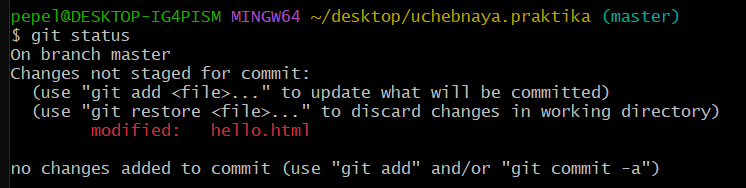 pepel@DESKTOP-IG4PISM MINGW64 ~/desktop/uchebnaya.praktika (master)
$ git status
On branch master
Changes not staged for commit:
  (use "git add <file>..." to update what will be committed)
  (use "git restore <file>..." to discard changes in working directory)
        modified:   hello.html

no changes added to commit (use "git add" and/or "git commit -a")